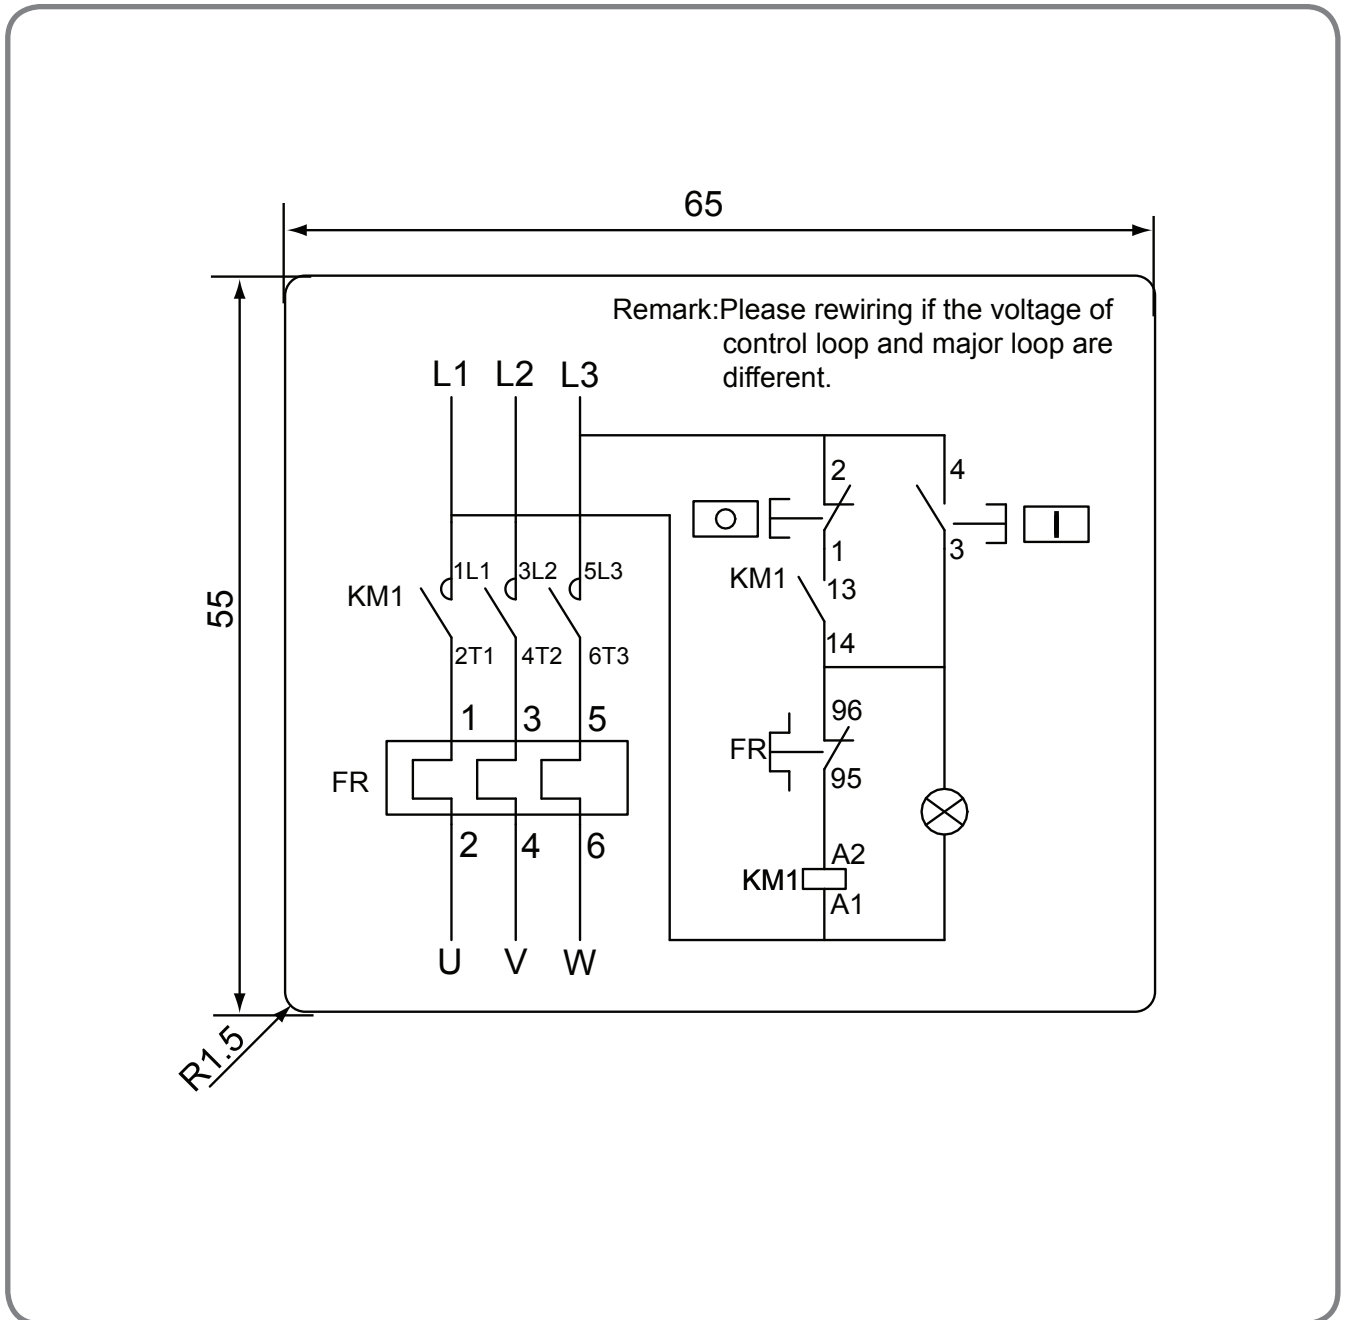 65
Remark:Please rewiring if the voltage of
control loop and major loop are
different.
L1 L2 L3
2 4
1 3
KM1 1L1 3L2 5L3
KM1 13
55
14
2T1 4T2 6T3
1 3 5
96
FR
FR
95
2 4 6
A2
KM1
A1
U V W
R1.5